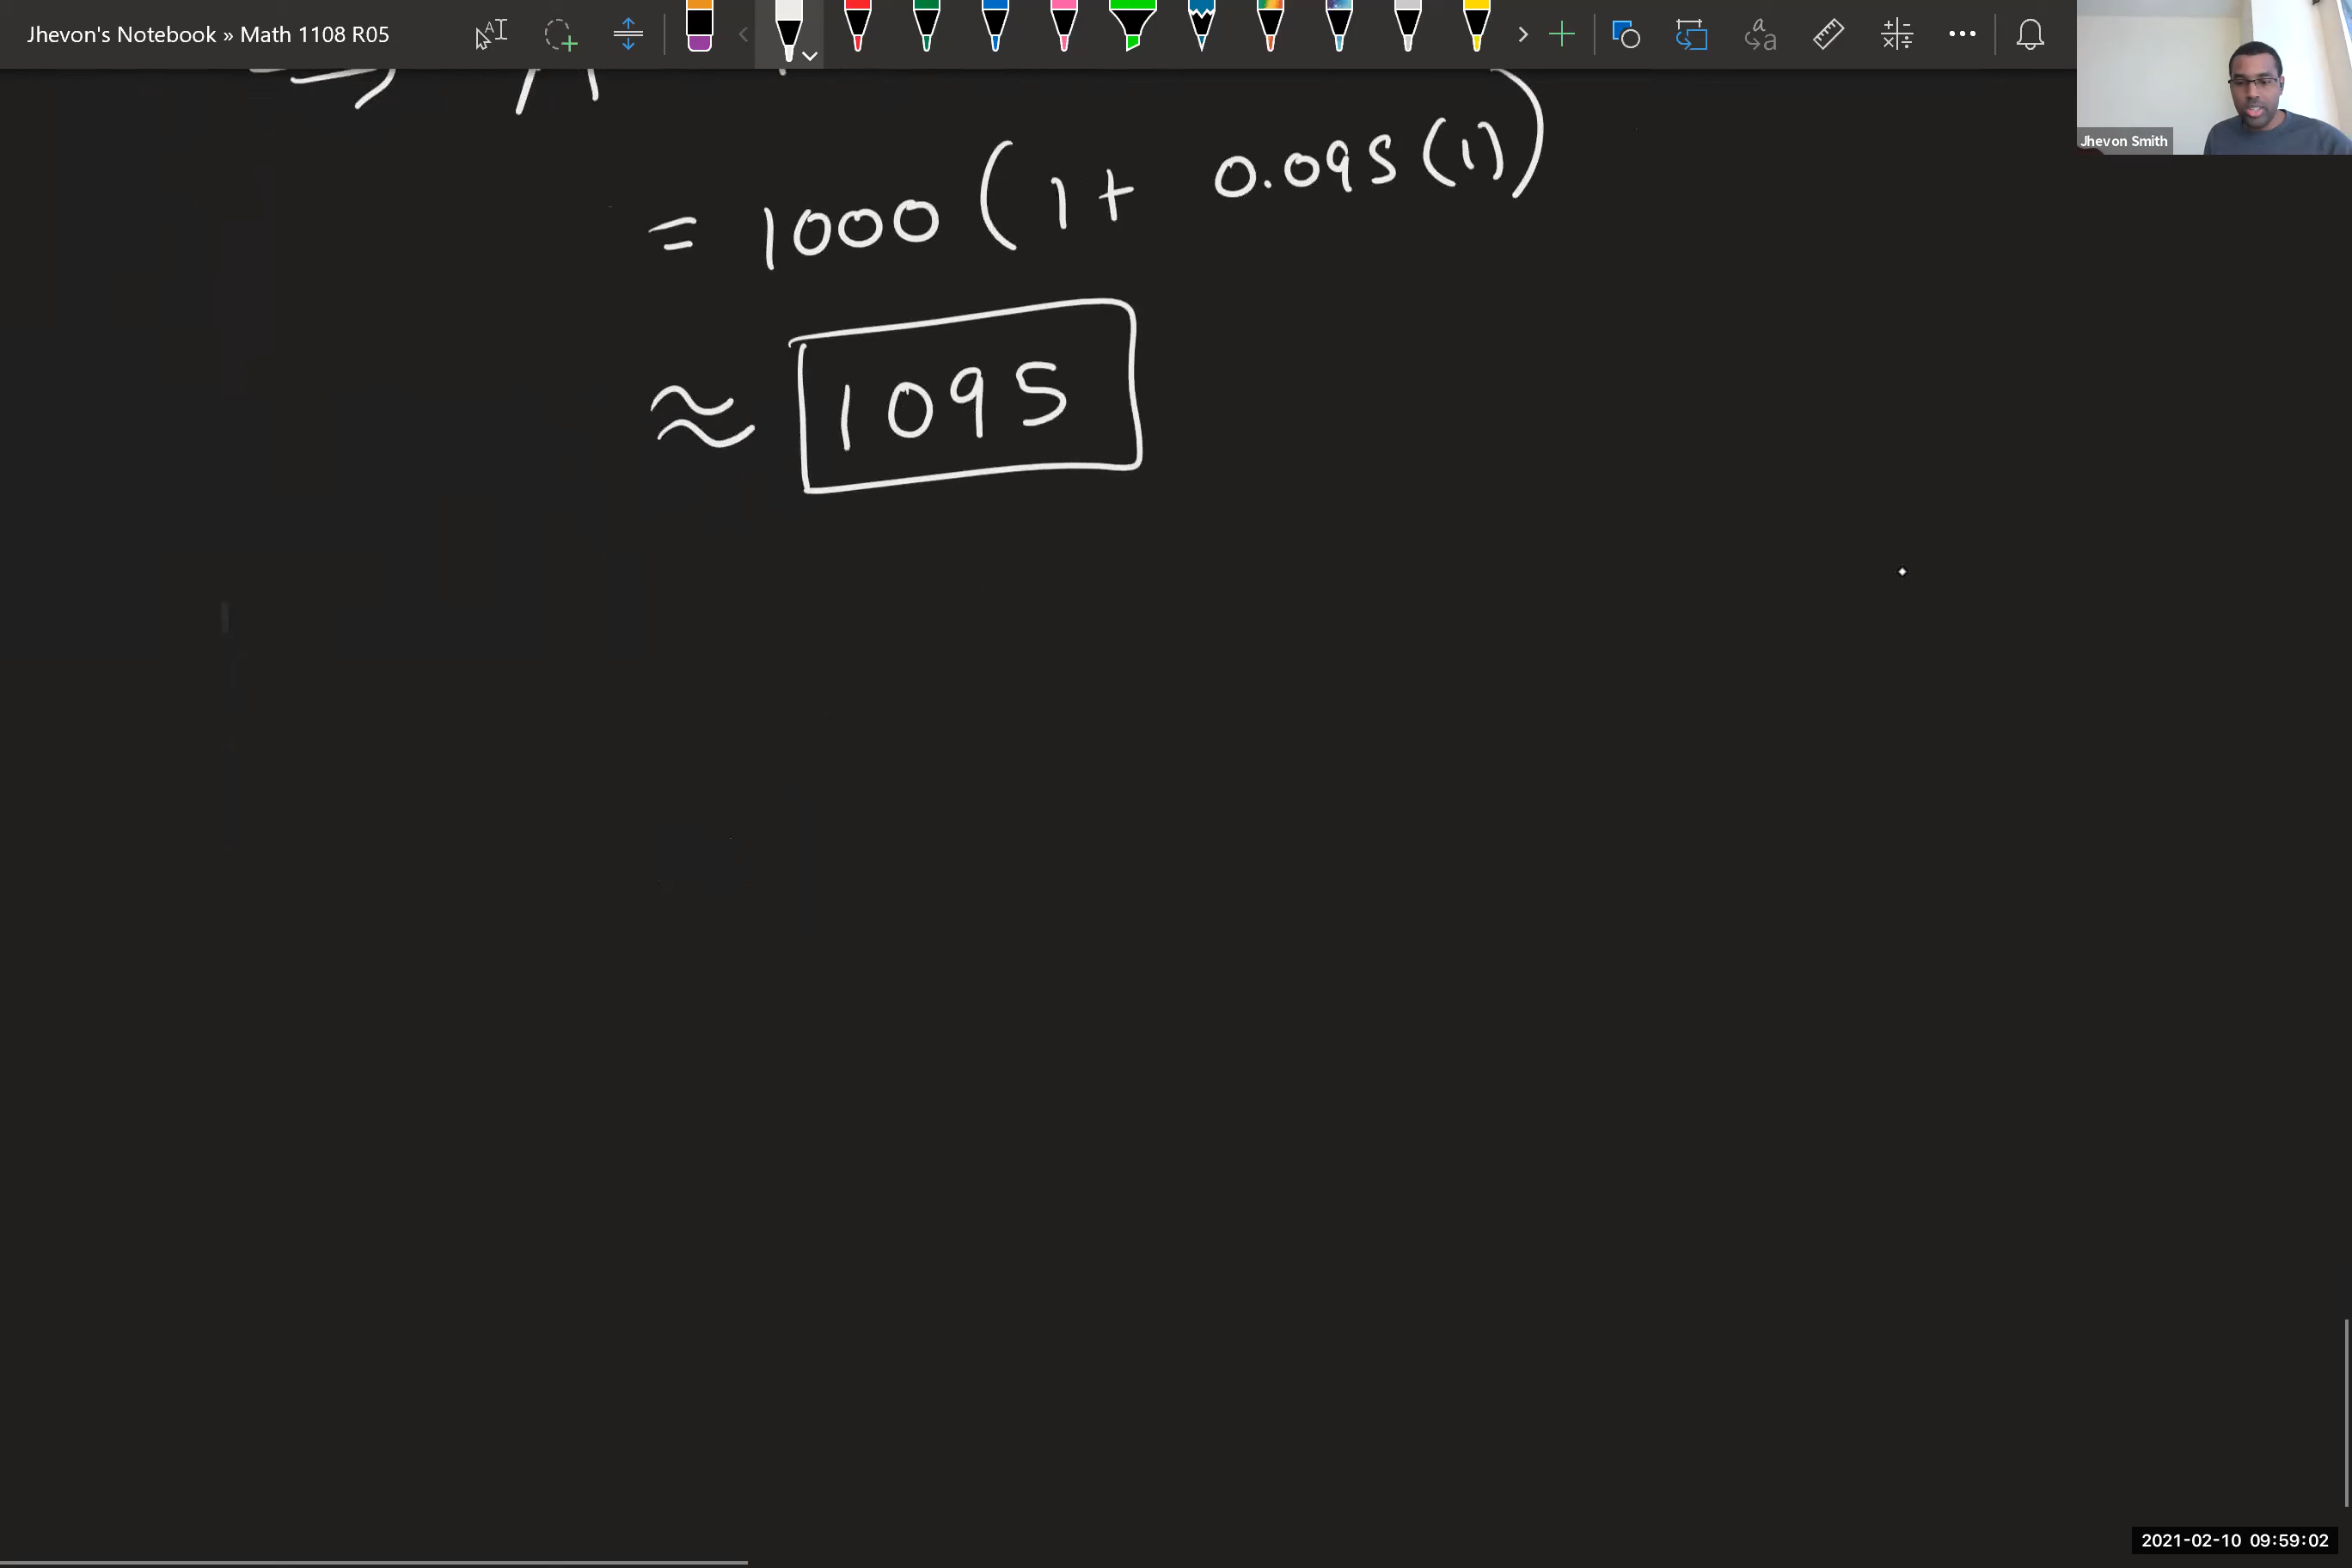 Jhevon's Notebook » Math 1108 R05
Jhevon Smith
= 1000 ( 1 + 0.095 (1) )
≈ 1095
2021-02-10 09:59:02